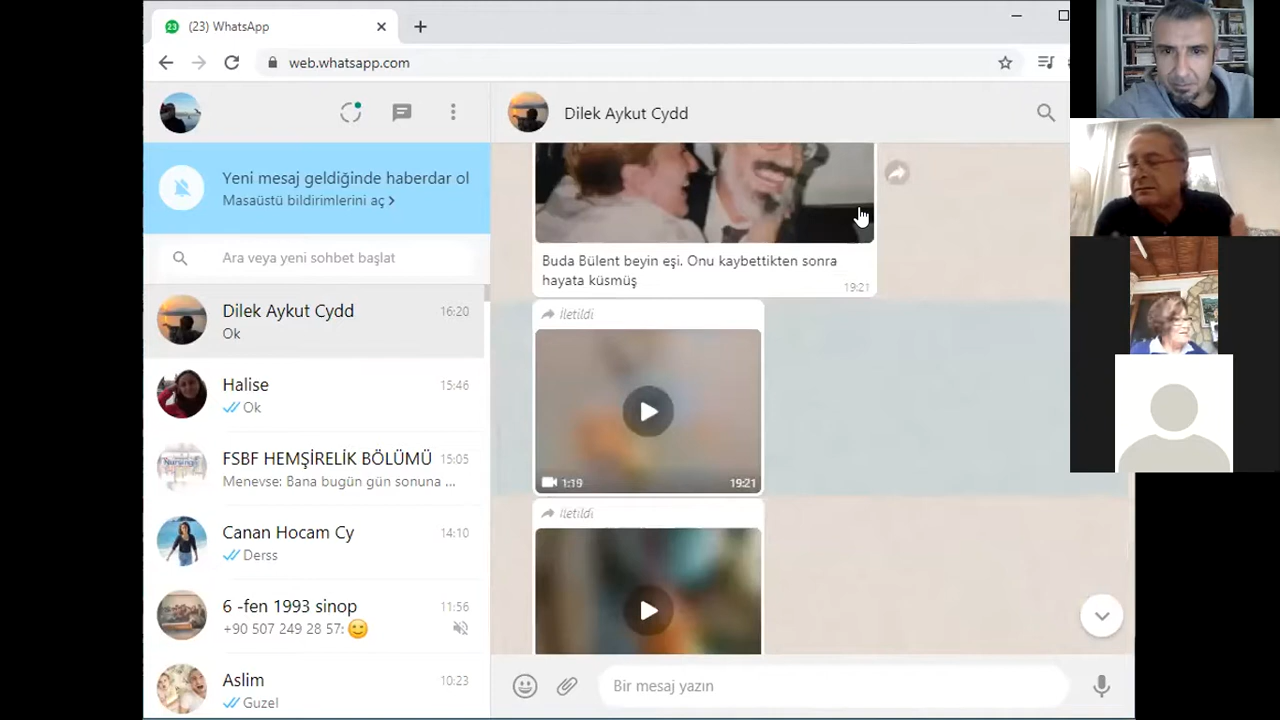 23
(23) WhatsApp
web.whatsapp.com
Yeni mesaj geldiğinde haberdar ol
Masaüstü bildirimlerini aç >
Ara veya yeni sohbet başlat
Dilek Aykut Cydd
16:20
Ok
Halise
15:46
Ok
FSBF HEMŞİRELİK BÖLÜMÜ
15:05
Menevse: Bana bugün gün sonuna ...
Canan Hocam Cy
14:10
Derss
6 -fen 1993 sinop
11:56
+90 507 249 28 57: 😊
Aslim
10:23
Guzel
Dilek Aykut Cydd
Buda Bülent beyin eşi. Onu kaybettikten sonra
hayata küsmüş
19:21
İletildi
1:19
19:21
İletildi
Bir mesaj yazın